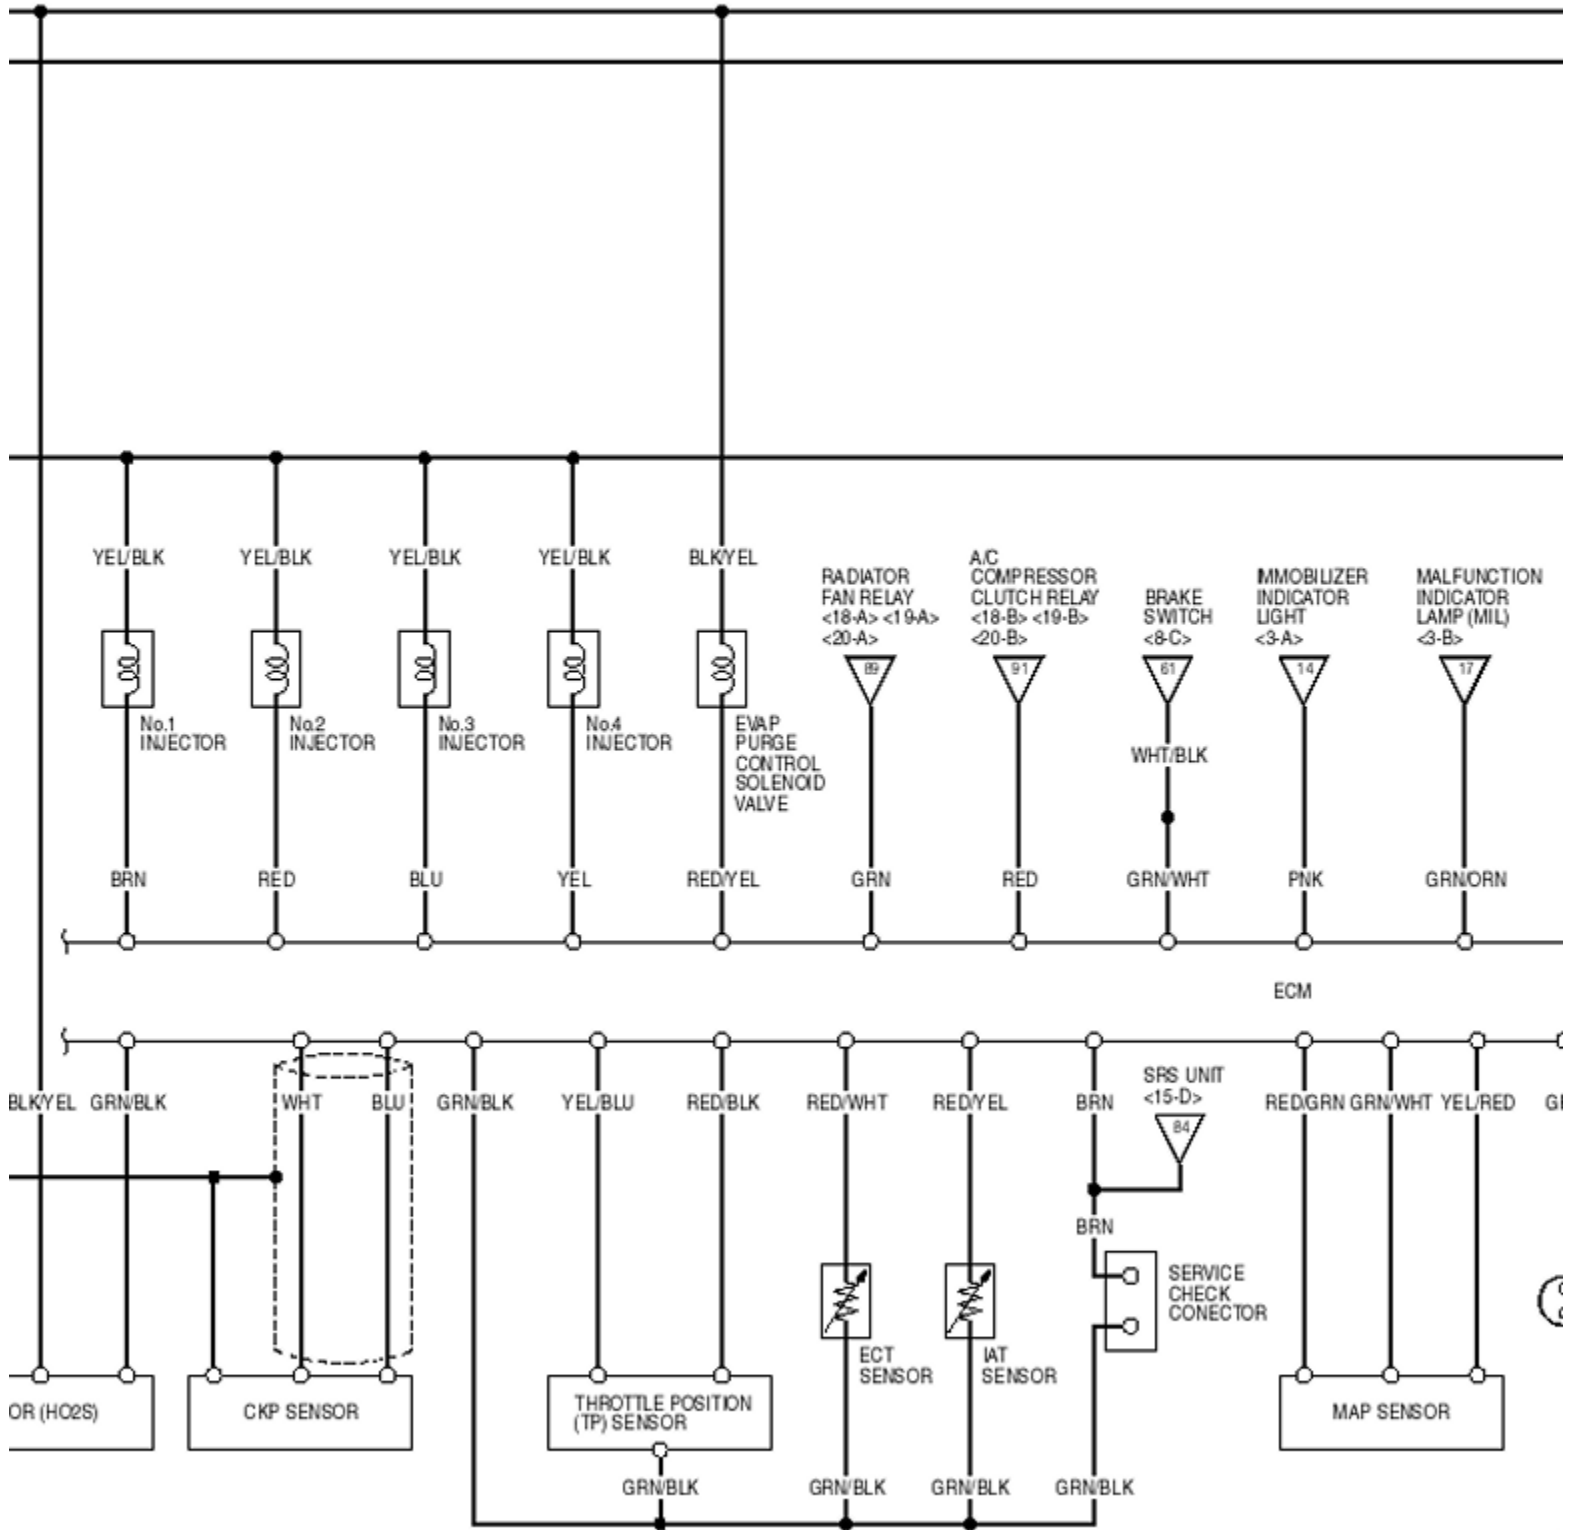 YEL/BLK
YEL/BLK
YEL/BLK
YEL/BLK
BLK/YEL
RADIATOR
FAN RELAY
<18-A> <19-A>
<20-A>
89
A/C
COMPRESSOR
CLUTCH RELAY
<18-B> <19-B>
<20-B>
91
BRAKE
SWITCH
<8-C>
61
IMMOBILIZER
INDICATOR
LIGHT
<3-A>
14
MALFUNCTION
INDICATOR
LAMP (MIL)
<3-B>
17
No.1
INJECTOR
No.2
INJECTOR
No.3
INJECTOR
No.4
INJECTOR
EVAP
PURGE
CONTROL
SOLENOID
VALVE
WHT/BLK
BRN
RED
BLU
YEL
RED/YEL
GRN
RED
GRN/WHT
PNK
GRN/ORN
ECM
BLK/YEL
GRN/BLK
WHT
BLU
GRN/BLK
YEL/BLU
RED/BLK
RED/WHT
RED/YEL
BRN
SRS UNIT
<15-D>
84
RED/GRN
GRN/WHT
YEL/RED
BRN
SERVICE
CHECK
CONECTOR
ECT
SENSOR
IAT
SENSOR
OR (HO2S)
CKP SENSOR
THROTTLE POSITION
(TP) SENSOR
MAP SENSOR
GRN/BLK
GRN/BLK
GRN/BLK
GRN/BLK